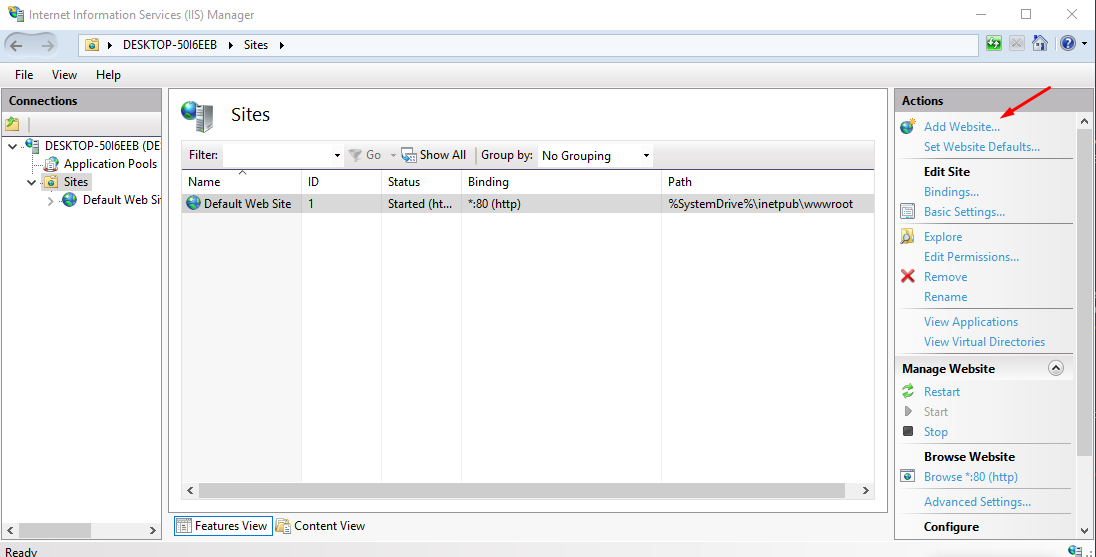 Internet Information Services (IIS) Manager
DESKTOP-50I6EEB Sites
File View Help
Connections
DESKTOP-50I6EEB (DE
Application Pools
Sites
Default Web Si
Sites
Filter: Go Show All Group by: No Grouping
Name ID Status Binding Path
Default Web Site 1 Started (ht... *:80 (http) %SystemDrive%\inetpub\wwwroot
Features View Content View
Actions
Add Website...
Set Website Defaults...
Edit Site
Bindings...
Basic Settings...
Explore
Edit Permissions...
Remove
Rename
View Applications
View Virtual Directories
Manage Website
Restart
Start
Stop
Browse Website
Browse *:80 (http)
Advanced Settings...
Configure
Ready